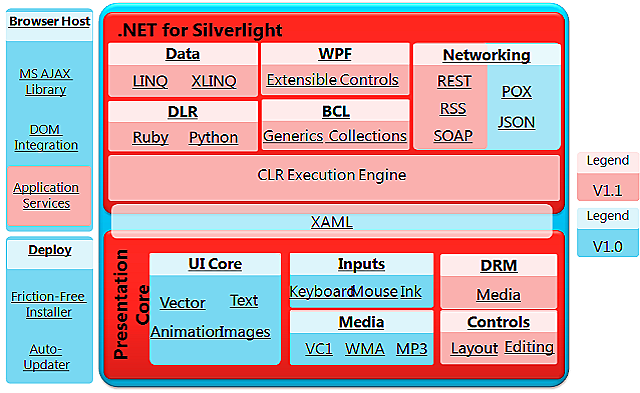 Browser Host
MS AJAX
Library
DOM
Integration
Application
Services
Deploy
Friction-Free
Installer
Auto-
Updater
.NET for Silverlight
Data
LINQ XLINQ
WPF
Extensible Controls
Networking
REST
RSS
SOAP
POX
JSON
DLR
Ruby Python
BCL
Generics Collections
CLR Execution Engine
XAML
Presentation
Core
UI Core
Vector Text
Animation Images
Inputs
Keyboard Mouse Ink
Media
VC1 WMA MP3
DRM
Media
Controls
Layout Editing
Legend
V1.1
Legend
V1.0